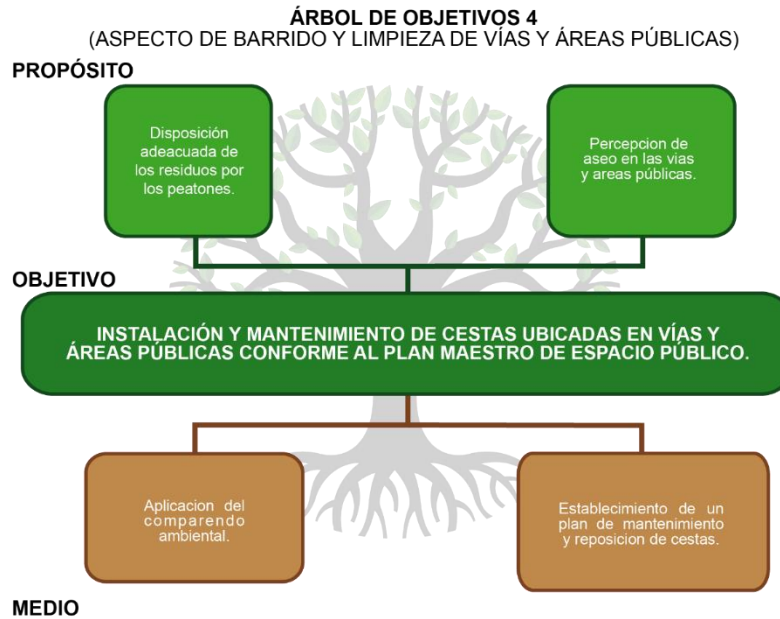 ÁRBOL DE OBJETIVOS 4
(ASPECTO DE BARRIDO Y LIMPIEZA DE VÍAS Y ÁREAS PÚBLICAS)
PROPÓSITO
Disposición
adeacuada de
los residuos por
los peatones.
Percepcion de
aseo en las vias
y areas públicas.
OBJETIVO
INSTALACIÓN Y MANTENIMIENTO DE CESTAS UBICADAS EN VÍAS Y
ÁREAS PÚBLICAS CONFORME AL PLAN MAESTRO DE ESPACIO PÚBLICO.
Aplicacion del
comparendo
ambiental.
Establecimiento de un
plan de mantenimiento
y reposicion de cestas.
MEDIO